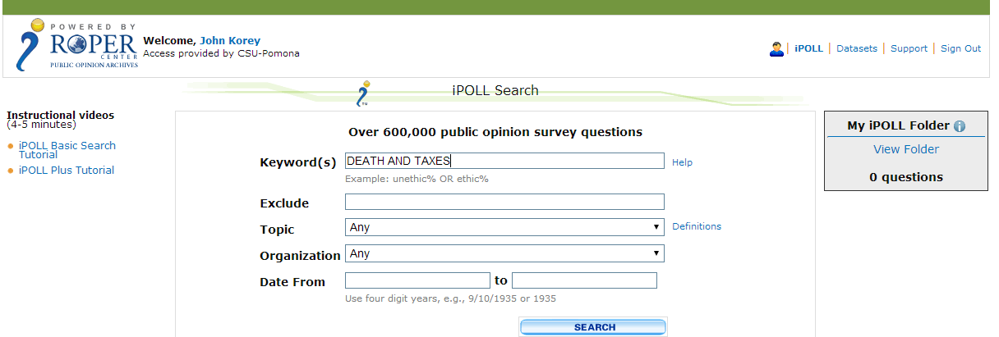 POWERED BY
ROPER
CENTER
PUBLIC OPINION ARCHIVES
Welcome, John Korey
Access provided by CSU-Pomona
iPOLL | Datasets | Support | Sign Out
iPOLL Search
Instructional videos
(4-5 minutes)
iPOLL Basic Search
Tutorial
iPOLL Plus Tutorial
Over 600,000 public opinion survey questions
Keyword(s) DEATH AND TAXES Help
Example: unethic% OR ethic%
Exclude
Topic Any Definitions
Organization Any
Date From to
Use four digit years, e.g., 9/10/1935 or 1935
SEARCH
My iPOLL Folder
View Folder
0 questions